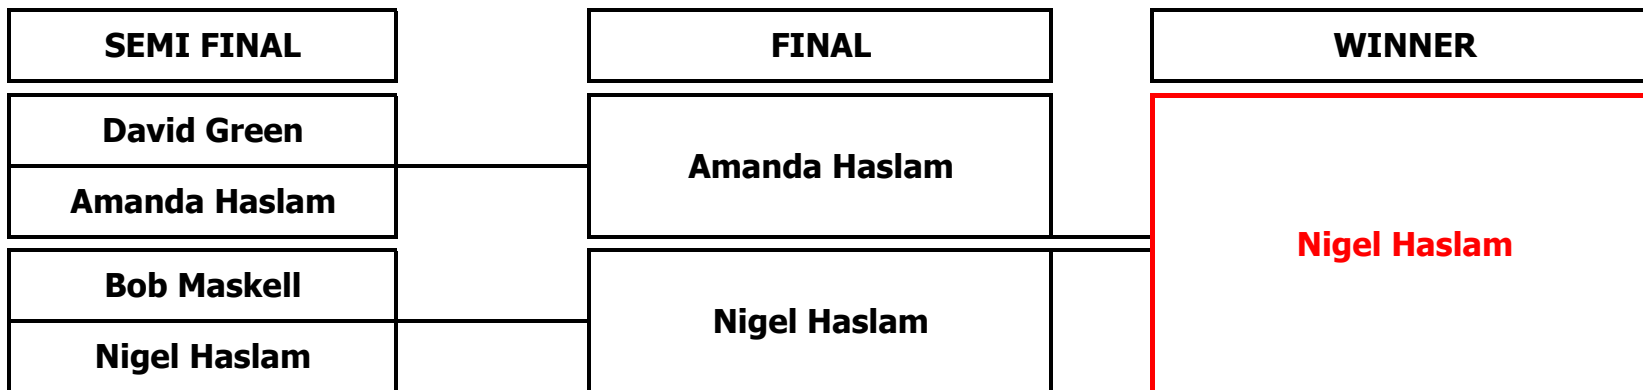 SEMI FINAL
FINAL
WINNER
David Green
Amanda Haslam
Amanda Haslam
Nigel Haslam
Bob Maskell
Nigel Haslam
Nigel Haslam